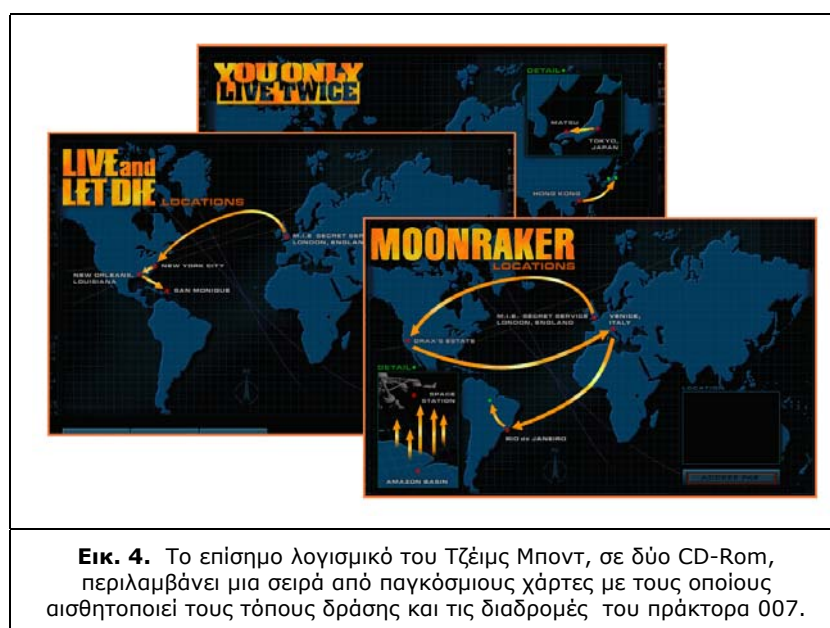 YOU ONLY
LIVE TWICE
DETAIL
MATSU
TOKYO,
JAPAN
HONG KONG
LIVE and
LET DIE LOCATIONS
M.I.6 SECRET SER
LONDON, ENGLAN
NEW YORK CITY
NEW ORLEANS,
LOUISIANA
SAN MONIQUE
MOONRAKER
LOCATIONS
M.I.6. SECRET SERVICE
LONDON, ENGLAND
VENICE,
ITALY
DRAX'S ESTATE
DETAIL
SPACE
STATION
AMAZON BASIN
RIO de JANEIRO
LOCATION
Εικ. 4. Το επίσημο λογισμικό του Τζέιμς Μποντ, σε δύο CD-Rom,
περιλαμβάνει μια σειρά από παγκόσμιους χάρτες με τους οποίους
αισθητοποιεί τους τόπους δράσης και τις διαδρομές του πράκτορα 007.